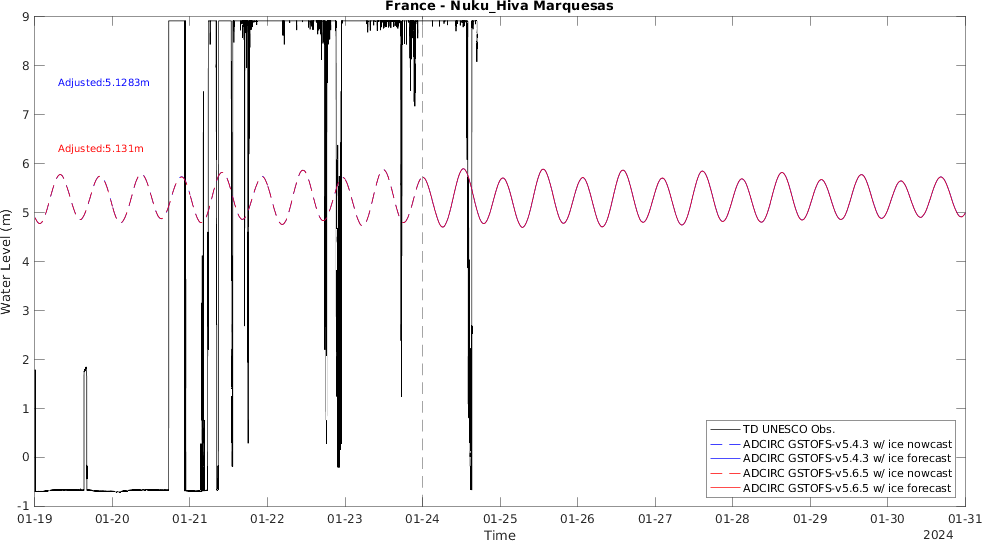 France - Nuku_Hiva Marquesas
9
8
7
6
5
4
3
2
1
0
-1
Water Level (m)
Adjusted:5.1283m
Adjusted:5.131m
TD UNESCO Obs.
ADCIRC GSTOFS-v5.4.3 w/ ice nowcast
ADCIRC GSTOFS-v5.4.3 w/ ice forecast
ADCIRC GSTOFS-v5.6.5 w/ ice nowcast
ADCIRC GSTOFS-v5.6.5 w/ ice forecast
01-19 01-20 01-21 01-22 01-23 01-24 01-25 01-26 01-27 01-28 01-29 01-30 01-31
Time
2024